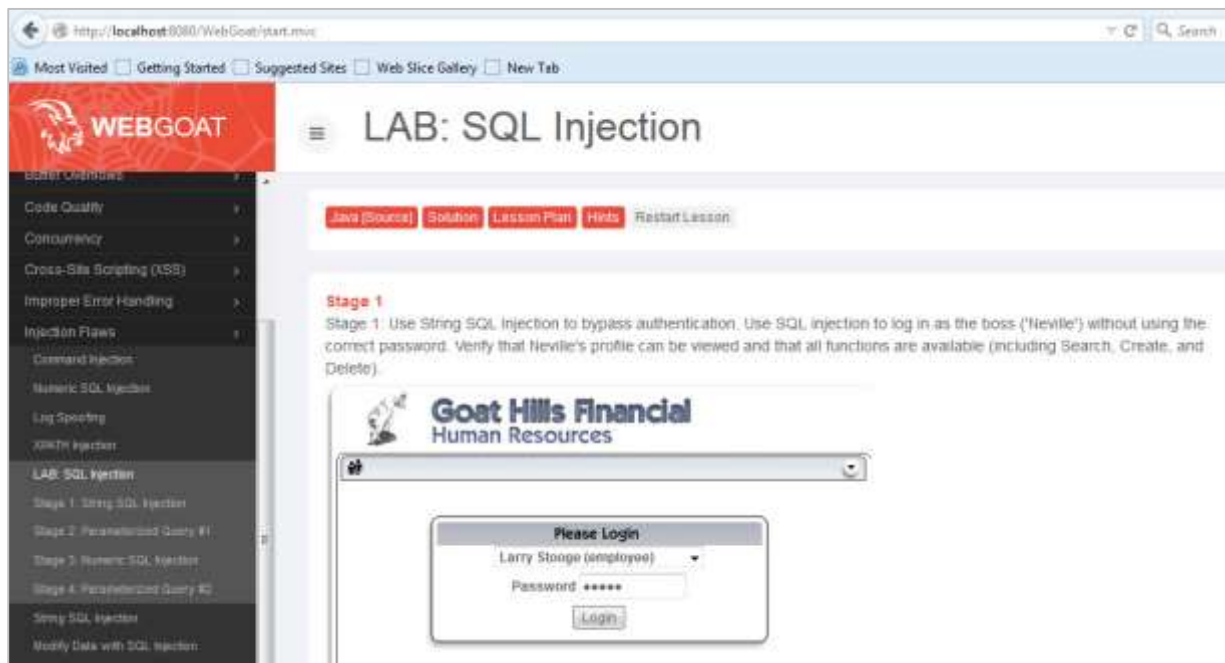 http://localhost:8080/WebGoat/start.mvc
Search
Most Visited Getting Started Suggested Sites Web Slice Gallery New Tab
WEBGOAT
LAB: SQL Injection
Buffer Overflows
Code Quality
Concurrency
Cross-Site Scripting (XSS)
Improper Error Handling
Injection Flaws
Command Injection
Numeric SQL Injection
Log Spoofing
XPATH Injection
LAB: SQL Injection
Stage 1: String SQL Injection
Stage 2: Parameterized Query #1
Stage 3: Numeric SQL Injection
Stage 4: Parameterized Query #2
String SQL Injection
Modify Data with SQL Injection
Java [Source] Solution Lesson Plan Hints Restart Lesson
Stage 1
Stage 1: Use String SQL Injection to bypass authentication. Use SQL injection to log in as the boss ('Neville') without using the
correct password. Verify that Neville's profile can be viewed and that all functions are available (including Search, Create, and
Delete).
Goat Hills Financial
Human Resources
Please Login
Larry Stooge (employee)
Password •••••
Login